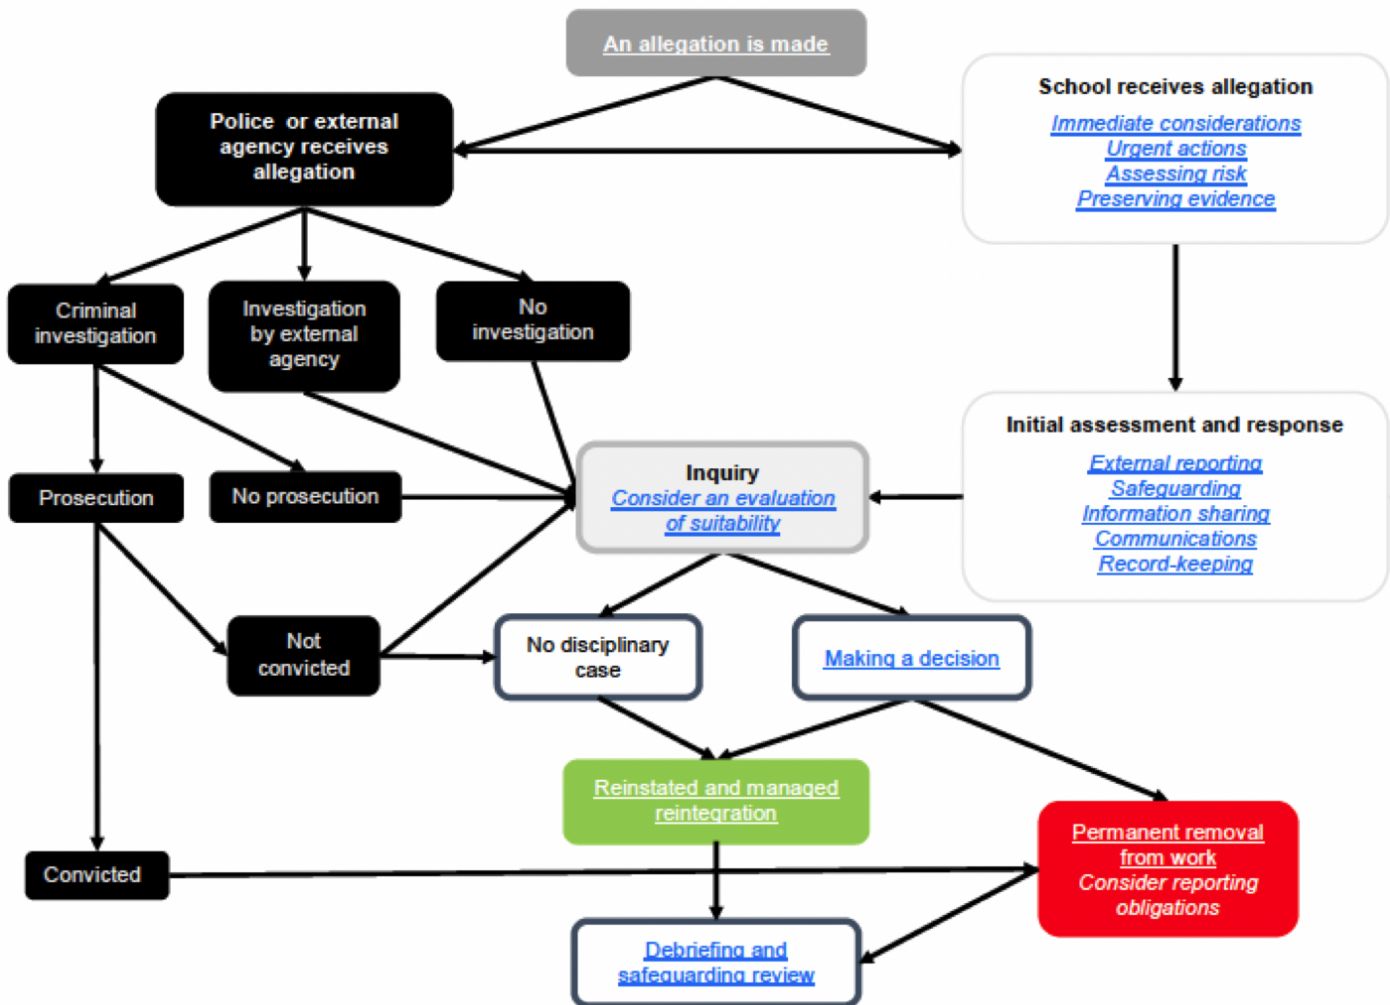 An allegation is made
School receives allegation
Immediate considerations
Urgent actions
Assessing risk
Preserving evidence
Police or external
agency receives
allegation
Criminal
investigation
Investigation
by external
agency
No
investigation
Initial assessment and response
External reporting
Safeguarding
Information sharing
Communications
Record-keeping
Prosecution
No prosecution
Inquiry
Consider an evaluation
of suitability
Not
convicted
No disciplinary
case
Making a decision
Reinstated and managed
reintegration
Permanent removal
from work
Consider reporting
obligations
Convicted
Debriefing and
safeguarding review